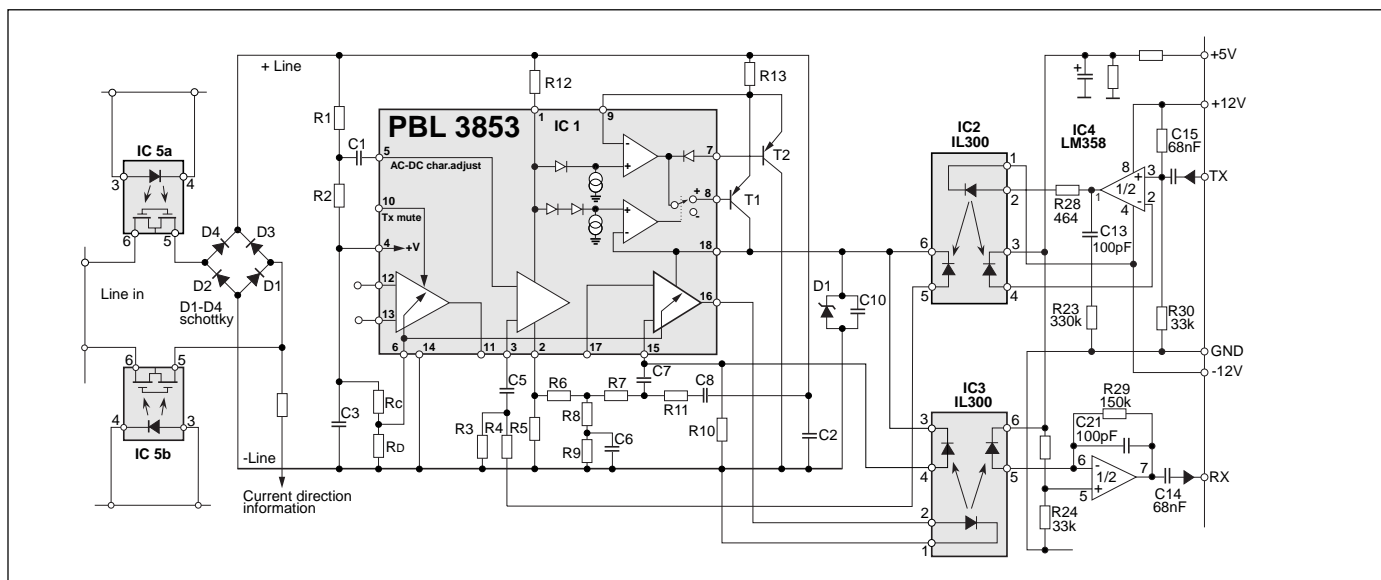 + Line
R12
R13
+5V
+12V
IC 5a
3
4
6
5
R1
C1
R2
PBL 3853
IC 1
1
9
5
AC-DC char.adjust
10
Tx mute
4
+V
12
13
-
+
+
-
+
-
7
8
18
16
T2
T1
6
14
11
3
2
17
15
IC2
IL300
1
2
6
3
5
4
IC4
LM358
C15
68nF
TX
8
+
3
1/2
1
-
2
4
R28
464
C13
100pF
R23
330k
R30
33k
GND
-12V
D4
D3
D2
D1
D1-D4
schottky
Line in
6
5
4
3
IC 5b
-Line
Current direction
information
C3
RC
RD
C5
R3
R4
R5
R6
R7
R8
R9
C6
C7
R11
C8
R10
C2
D1
C10
IC3
IL300
3
6
4
5
2
1
R29
150k
C21
100pF
6
-
7
1/2
5
+
C14
68nF
RX
R24
33k